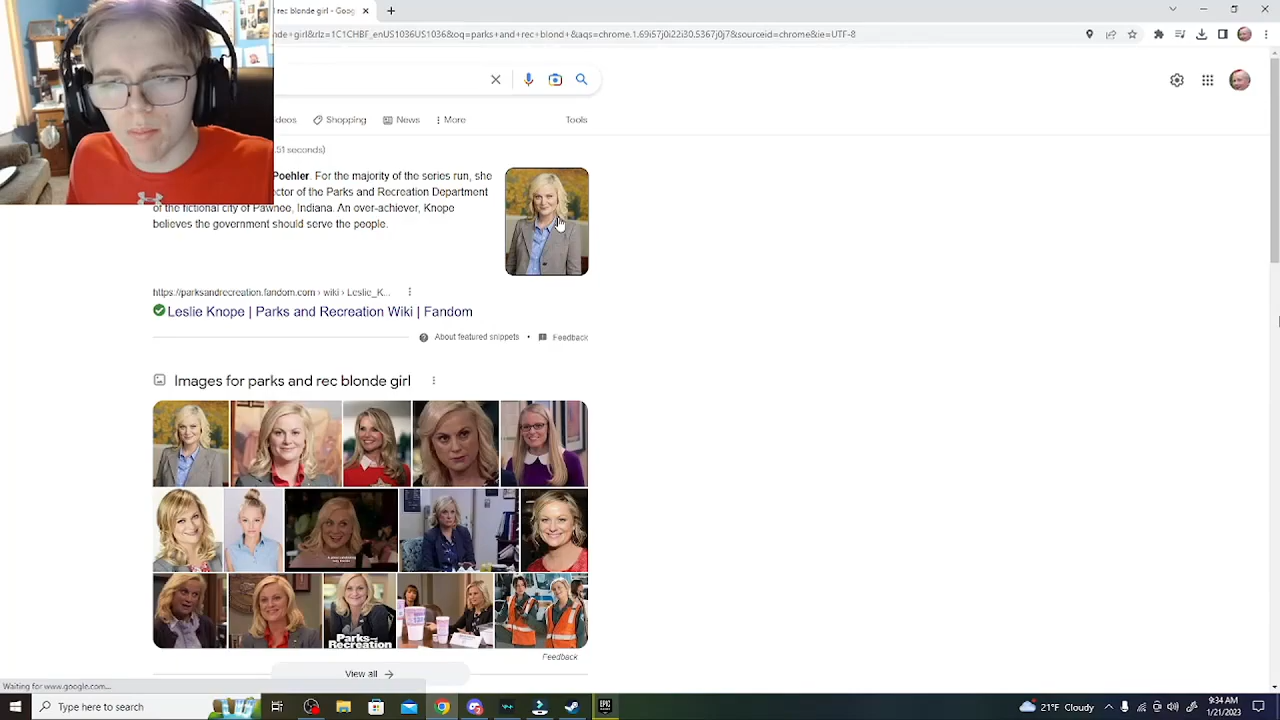 rec blonde girl - Goog
de+girl&rlz=1C1CHBF_enUS1036US1036&oq=parks+and+rec+blond+&aqs=chrome.1.69i57j0i22i30.5367j0j7&sourceid=chrome&ie=UTF-8
ideos Shopping News More Tools
.51 seconds)
Poehler. For the majority of the series run, she
ctor of the Parks and Recreation Department
of the fictional city of Pawnee, Indiana. An over-achiever, Knope
believes the government should serve the people.
https://parksandrecreation.fandom.com › wiki › Leslie_K...
Leslie Knope | Parks and Recreation Wiki | Fandom
About featured snippets • Feedback
Images for parks and rec blonde girl
Parks and
Recreation
Feedback
View all
Waiting for www.google.com...
Type here to search
21°F Cloudy
9:34 AM
1/21/2023